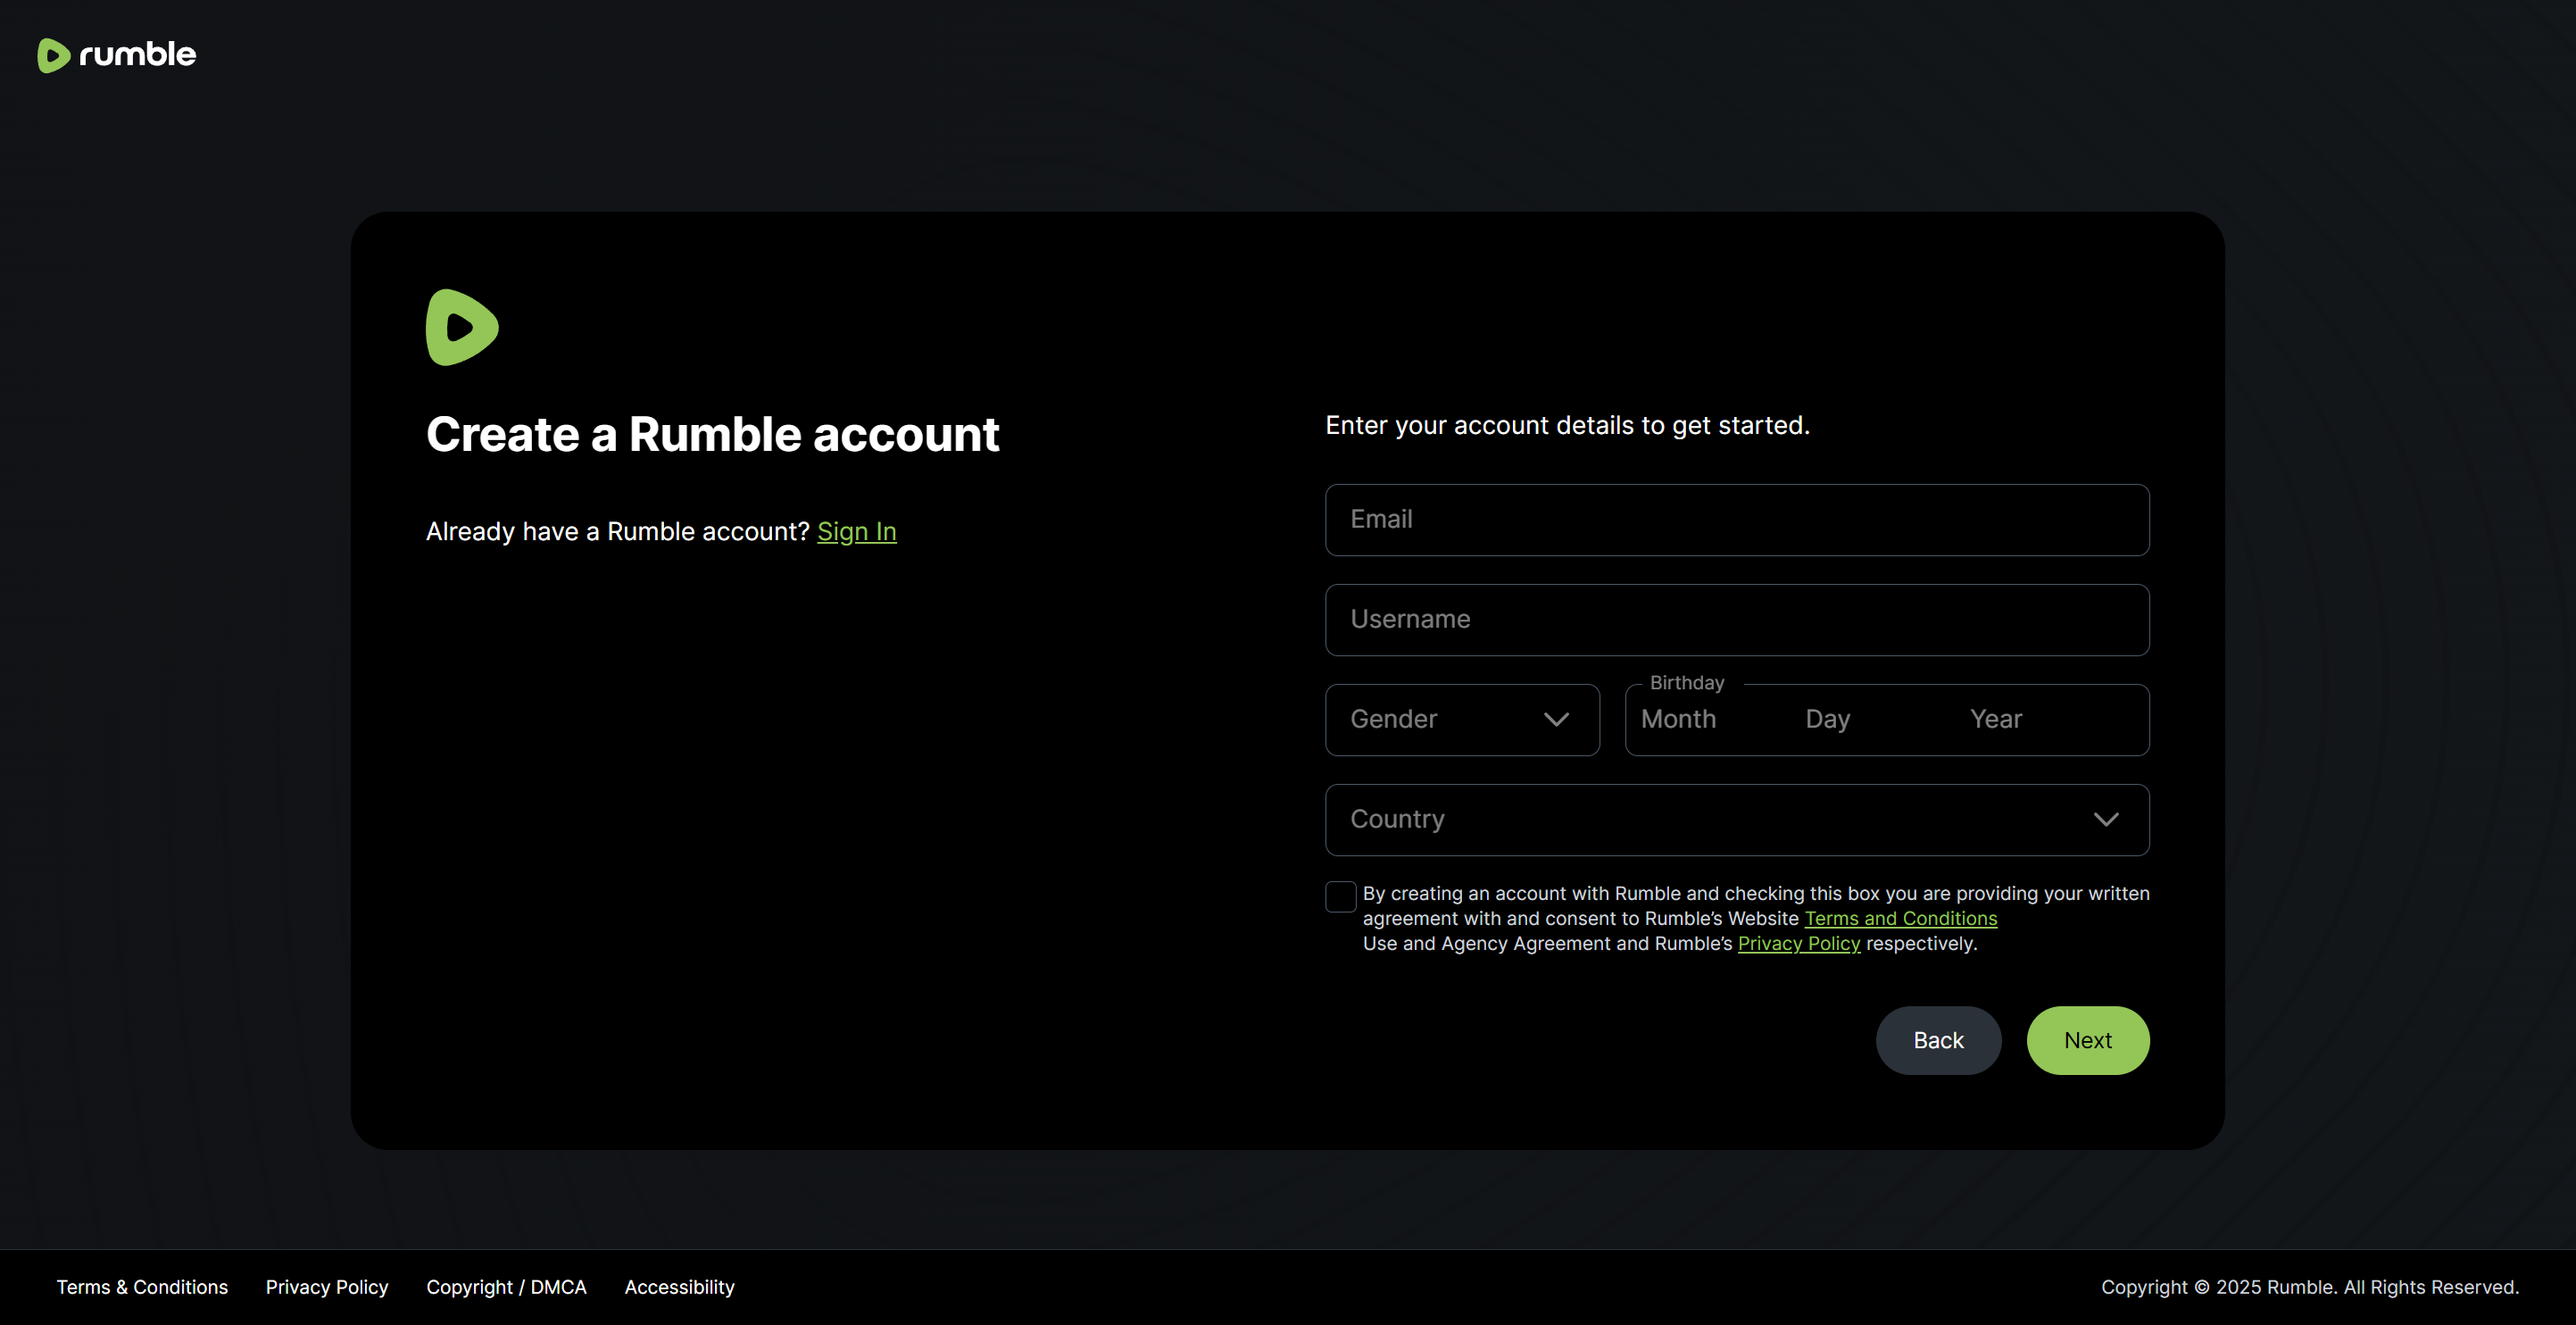 rumble
Create a Rumble account
Already have a Rumble account? Sign In
Enter your account details to get started.
Email
Username
Gender
Birthday
Month Day Year
Country
By creating an account with Rumble and checking this box you are providing your written
agreement with and consent to Rumble’s Website Terms and Conditions
Use and Agency Agreement and Rumble’s Privacy Policy respectively.
Back Next
Terms & Conditions Privacy Policy Copyright / DMCA Accessibility
Copyright © 2025 Rumble. All Rights Reserved.